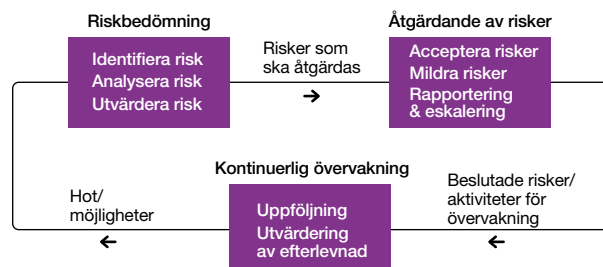 Riskbedömning
Identifiera risk
Analysera risk
Utvärdera risk
Risker som
ska åtgärdas
Åtgärdande av risker
Acceptera risker
Mildra risker
Rapportering
& eskalering
Beslutade risker/
aktiviteter för
övervakning
Kontinuerlig övervakning
Uppföljning
Utvärdering
av efterlevnad
Hot/
möjligheter